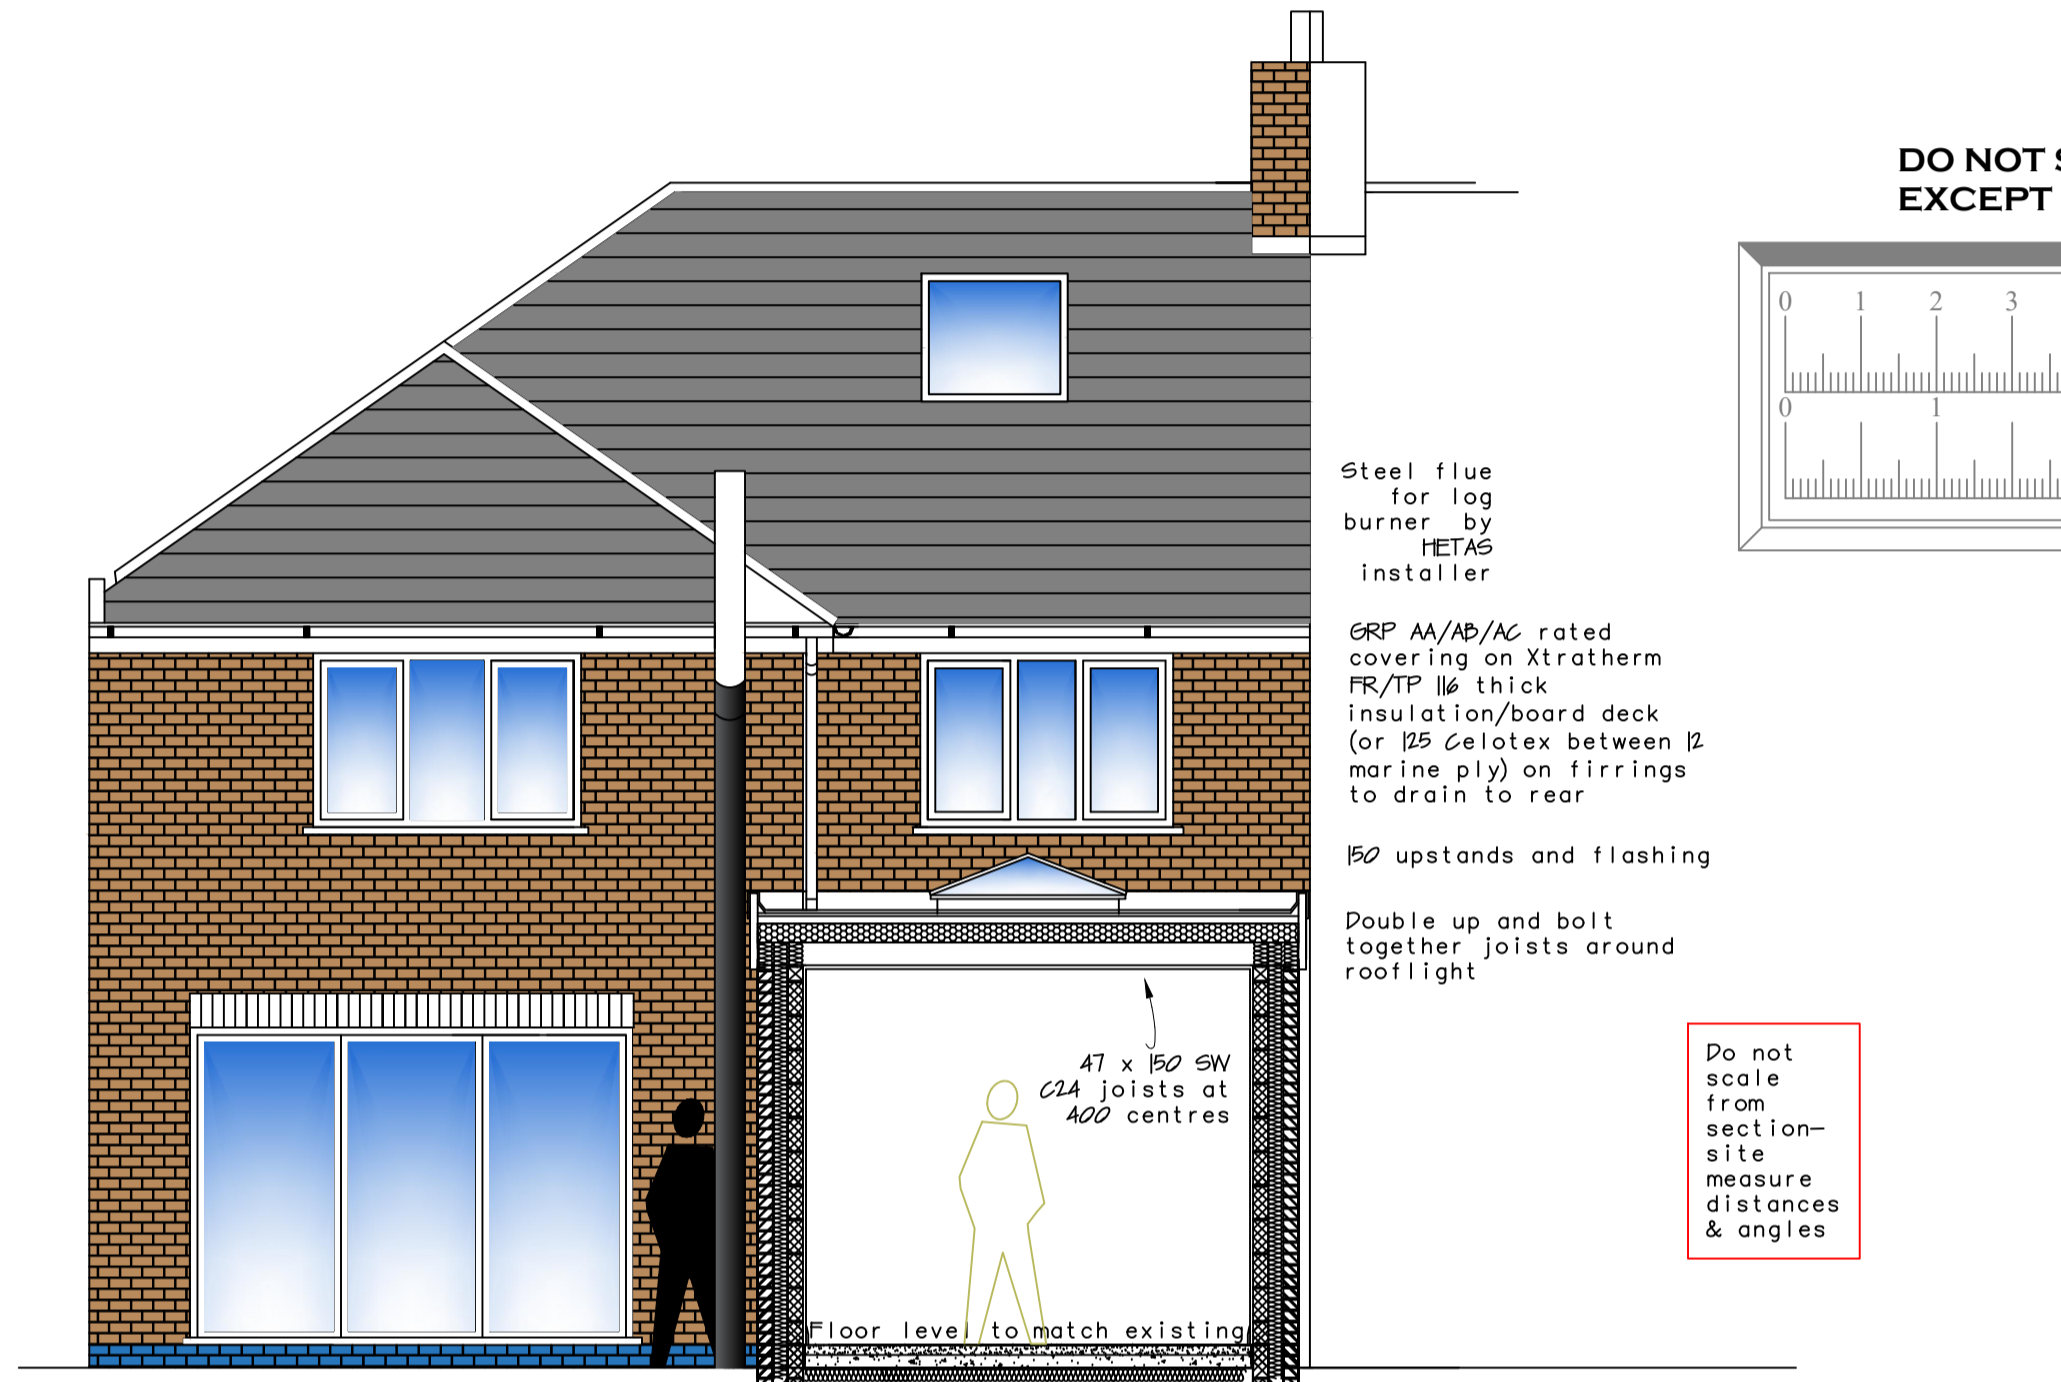 DO NOT
EXCEPT
0 1 2 3
0 1
Steel flue
for log
burner by
HETAS
installer
GRP AA/AB/AC rated
covering on Xtratherm
FR/TP 116 thick
insulation/board deck
(or 125 Celotex between 12
marine ply) on firrings
to drain to rear
150 upstands and flashing
Double up and bolt
together joists around
rooflight
47 x 150 SW
C24 joists at
400 centres
Do not
scale
from
section-
site
measure
distances
& angles
Floor level to match existing